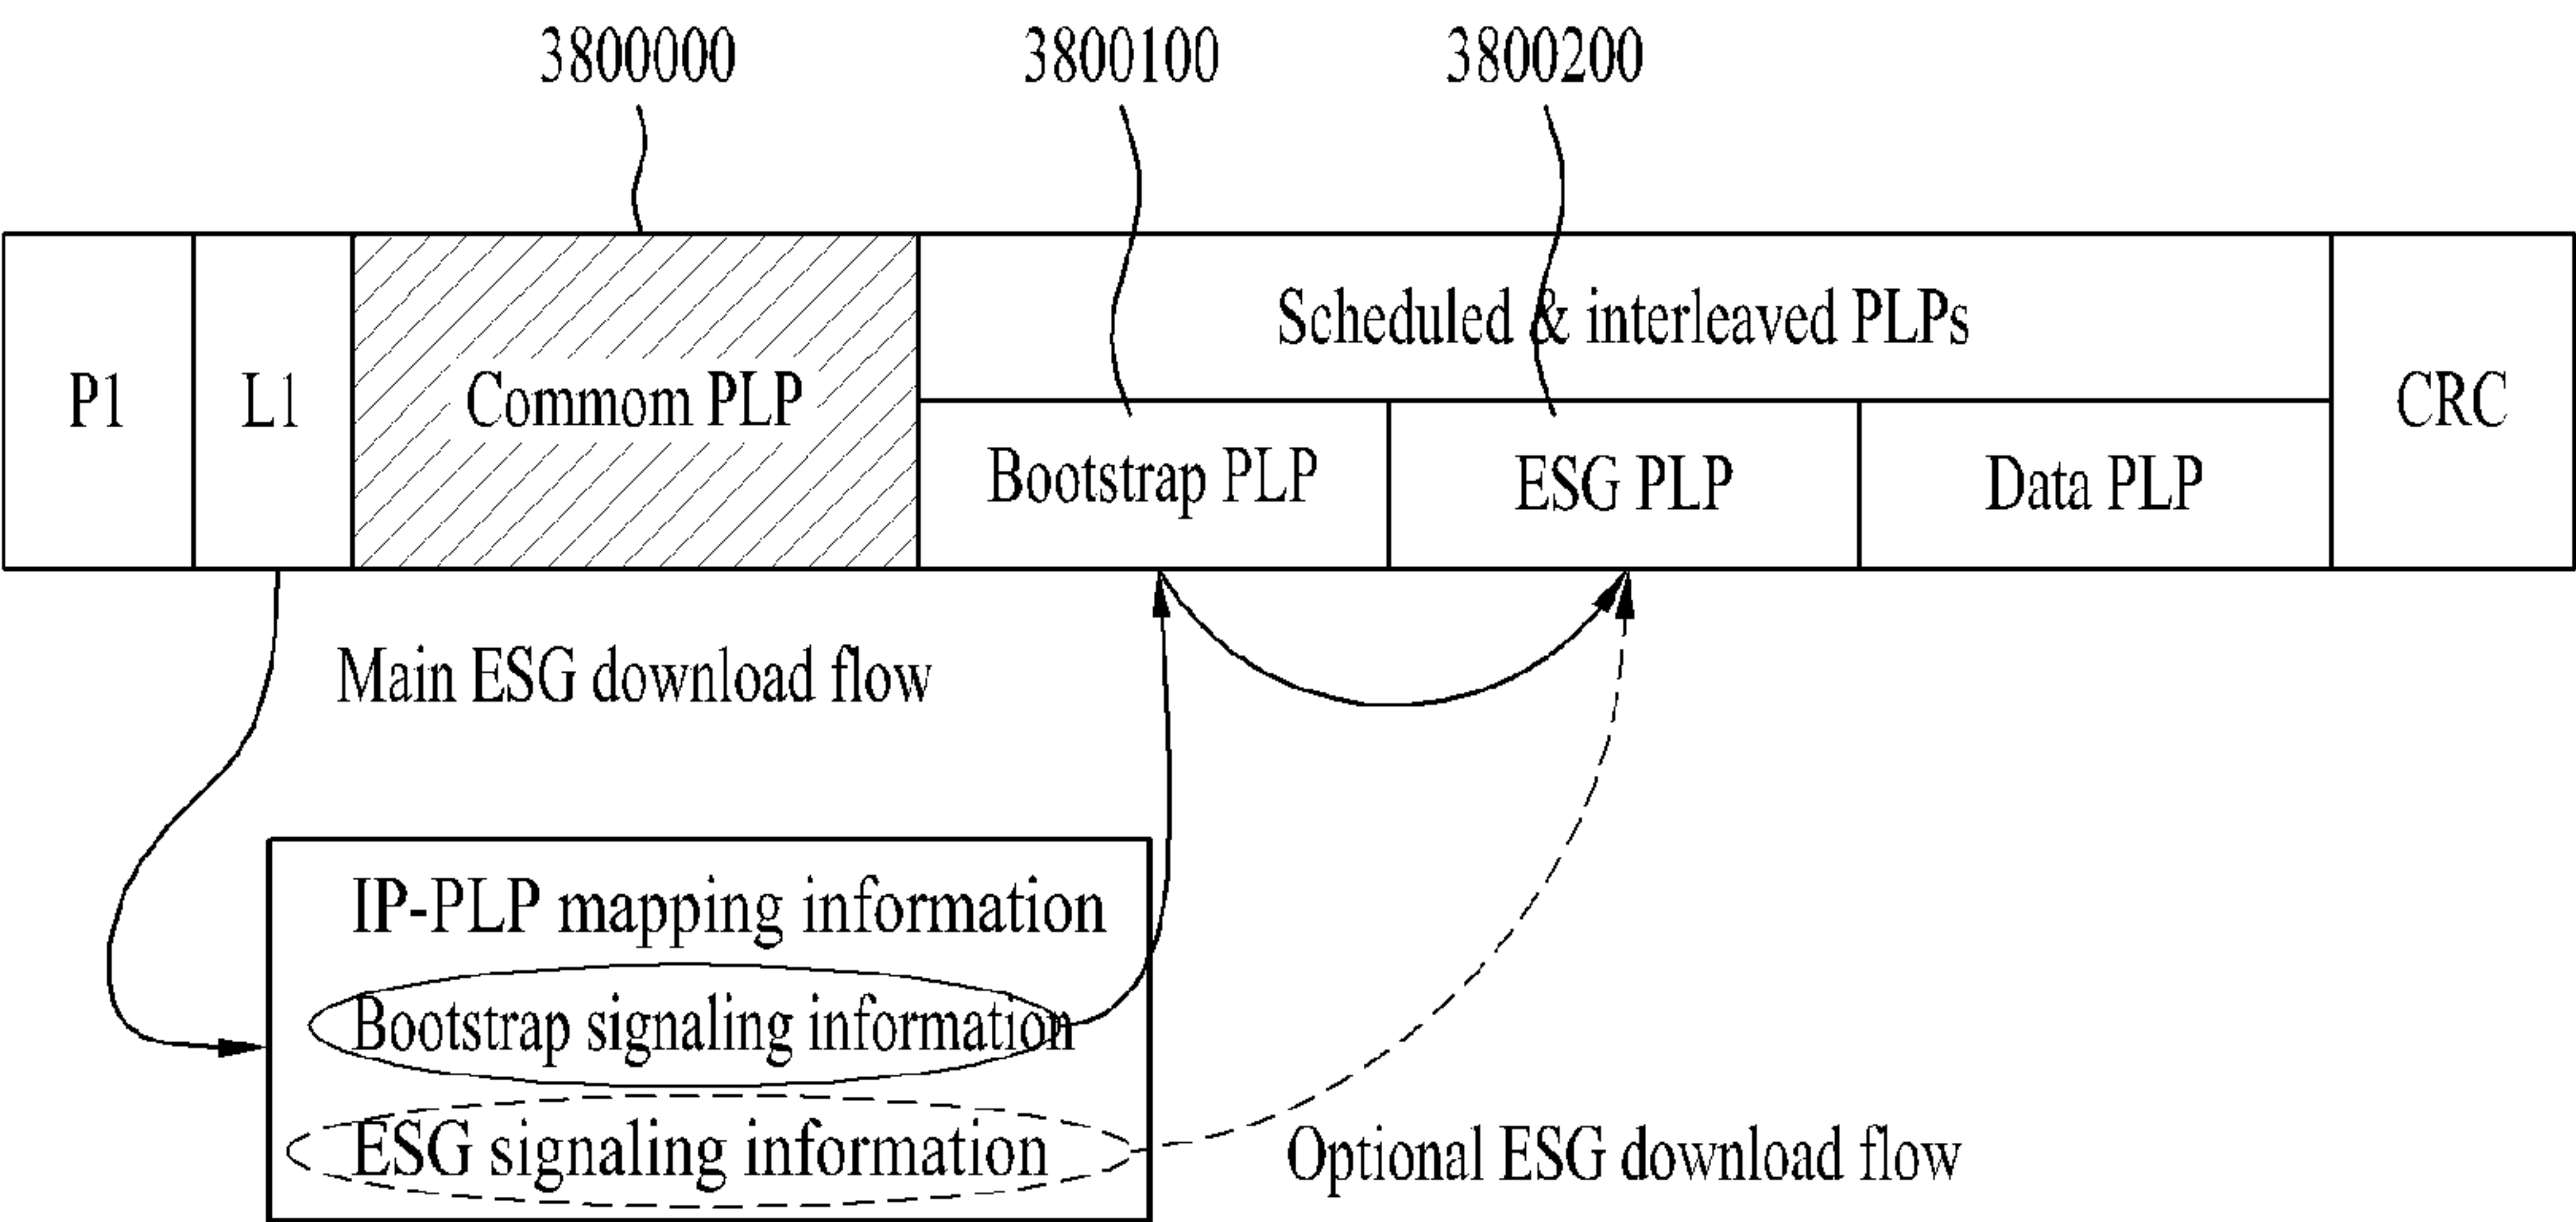 3800000 3800100 3800200
Scheduled & interleaved PLPs
P1 L1 Commom PLP CRC
Bootstrap PLP ESG PLP Data PLP
Main ESG download flow
IP-PLP mapping information
Bootstrap signaling information
ESG signaling information
Optional ESG download flow